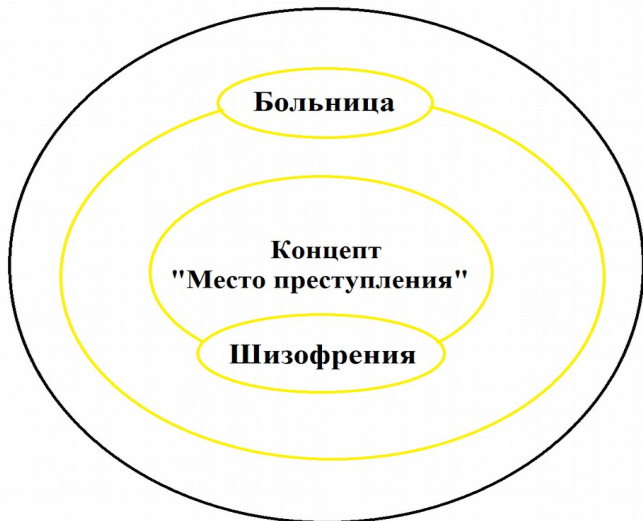 Больница
Концепт
"Место преступления"
Шизофрения